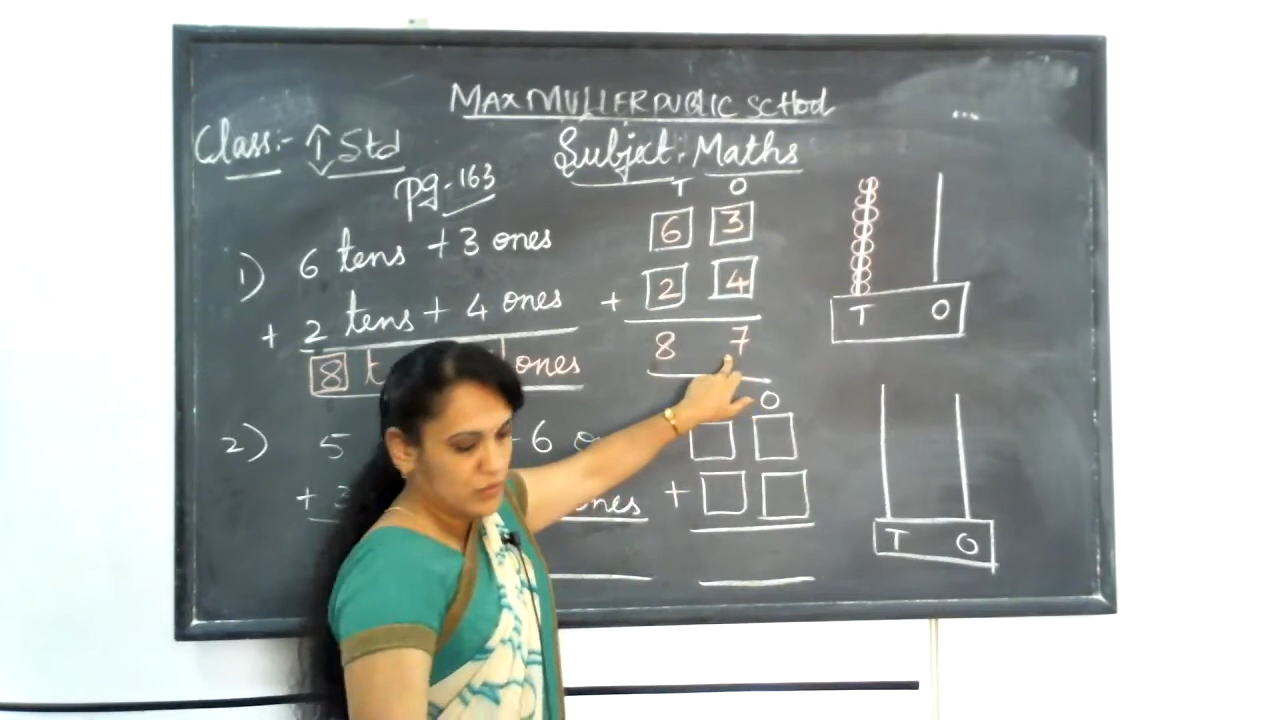 MAX MULLER PUBLIC SCHOOL
Class:- I Std
Subject: Maths
Pg-163
1) 6 tens + 3 ones
+ 2 tens + 4 ones
8 t ones
T O
6 3
+ 2 4
8 7
T O
2) 5 6
+ 3 ones
O
+
T O